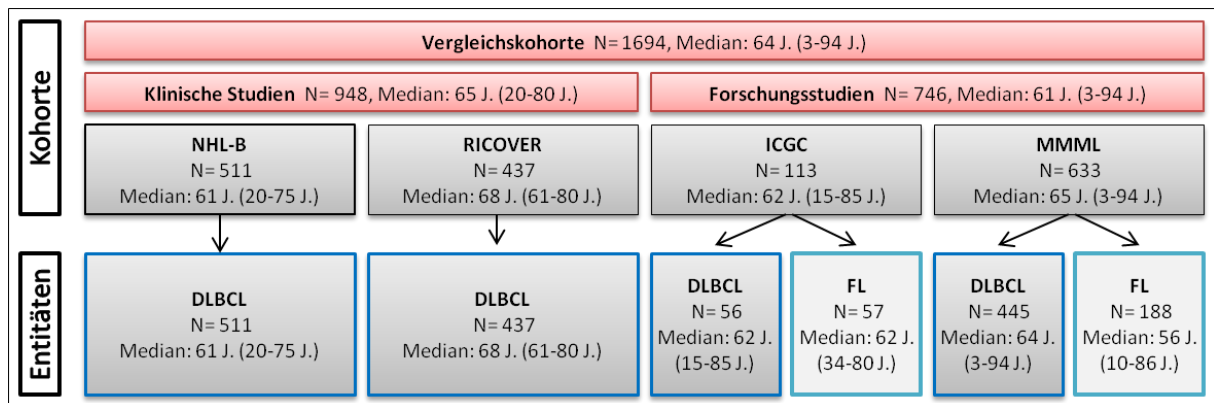 Kohorte
Vergleichskohorte N= 1694, Median: 64 J. (3-94 J.)
Klinische Studien N= 948, Median: 65 J. (20-80 J.)
Forschungsstudien N= 746, Median: 61 J. (3-94 J.)
NHL-B
N= 511
Median: 61 J. (20-75 J.)
RICOVER
N= 437
Median: 68 J. (61-80 J.)
ICGC
N= 113
Median: 62 J. (15-85 J.)
MMML
N= 633
Median: 65 J. (3-94 J.)
Entitäten
DLBCL
N= 511
Median: 61 J. (20-75 J.)
DLBCL
N= 437
Median: 68 J. (61-80 J.)
DLBCL
N= 56
Median: 62 J.
(15-85 J.)
FL
N= 57
Median: 62 J.
(34-80 J.)
DLBCL
N= 445
Median: 64 J.
(3-94 J.)
FL
N= 188
Median: 56 J.
(10-86 J.)